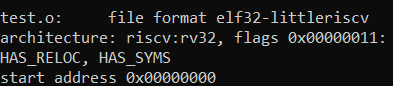 test.o:     file format elf32-littleriscv
architecture: riscv:rv32, flags 0x00000011:
HAS_RELOC, HAS_SYMS
start address 0x00000000